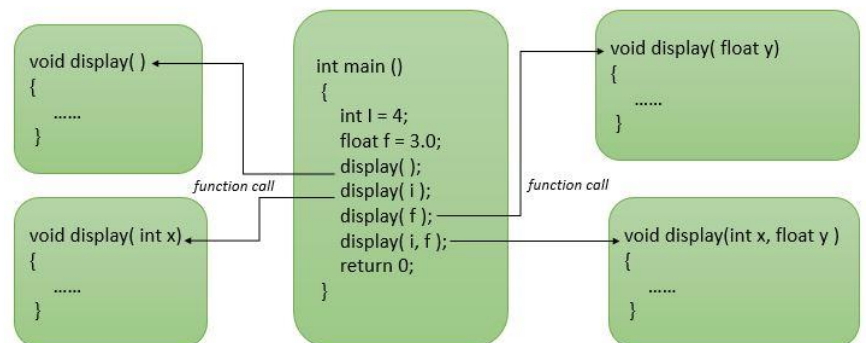 void display( )
{
......
}
void display( int x)
{
......
}
function call
int main ()
{
int I = 4;
float f = 3.0;
display( );
display( i );
display( f );
display( i, f );
return 0;
}
function call
void display( float y)
{
......
}
void display(int x, float y )
{
......
}